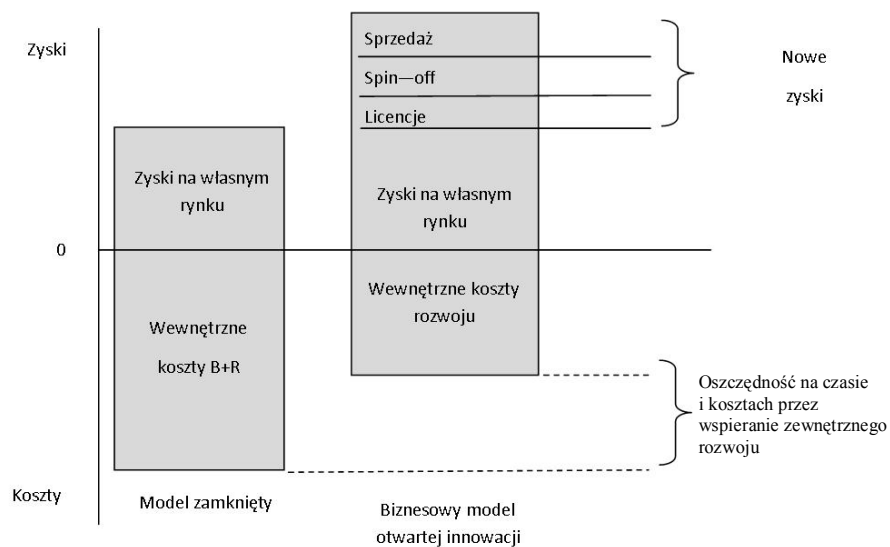 Zyski
Sprzedaż
Spin—off
Licencje
Nowe
zyski
Zyski na własnym
rynku
Zyski na własnym
rynku
0
Wewnętrzne koszty
rozwoju
Wewnętrzne
koszty B+R
Oszczędność na czasie
i kosztach przez
wspieranie zewnętrznego
rozwoju
Koszty
Model zamknięty
Biznesowy model
otwartej innowacji